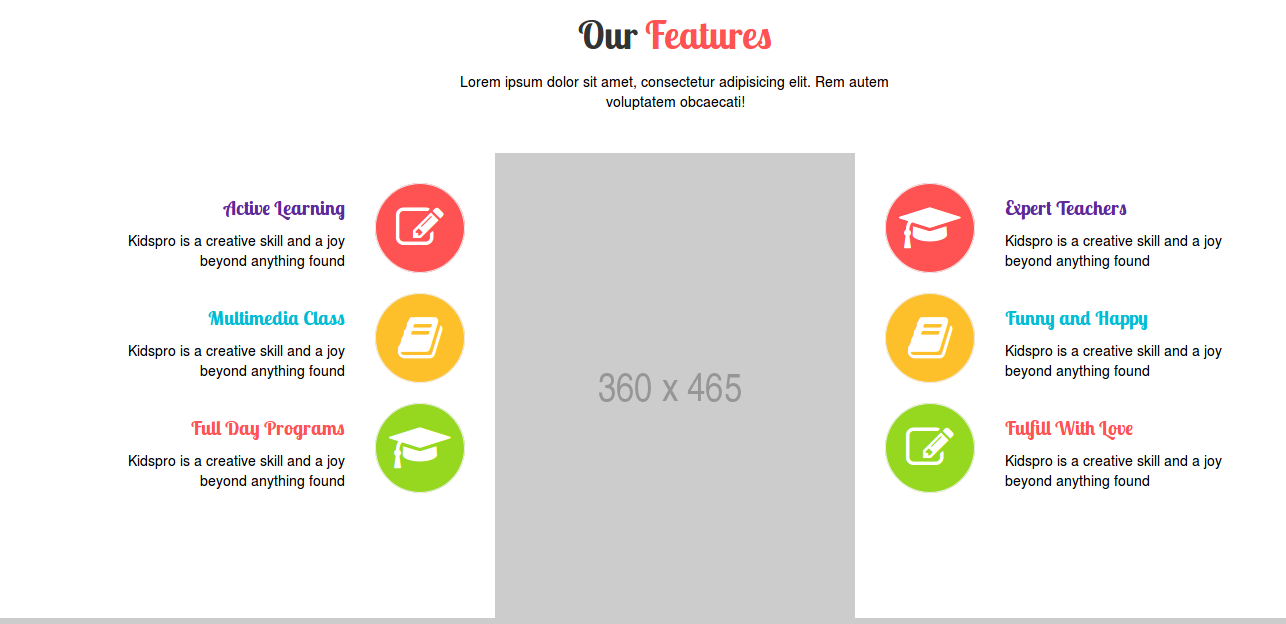 Our Features
Lorem ipsum dolor sit amet, consectetur adipisicing elit. Rem autem
voluptatem obcaecati!
Active Learning
Kidspro is a creative skill and a joy
beyond anything found
Multimedia Class
Kidspro is a creative skill and a joy
beyond anything found
Full Day Programs
Kidspro is a creative skill and a joy
beyond anything found
360 x 465
Expert Teachers
Kidspro is a creative skill and a joy
beyond anything found
Funny and Happy
Kidspro is a creative skill and a joy
beyond anything found
Fulfill With Love
Kidspro is a creative skill and a joy
beyond anything found